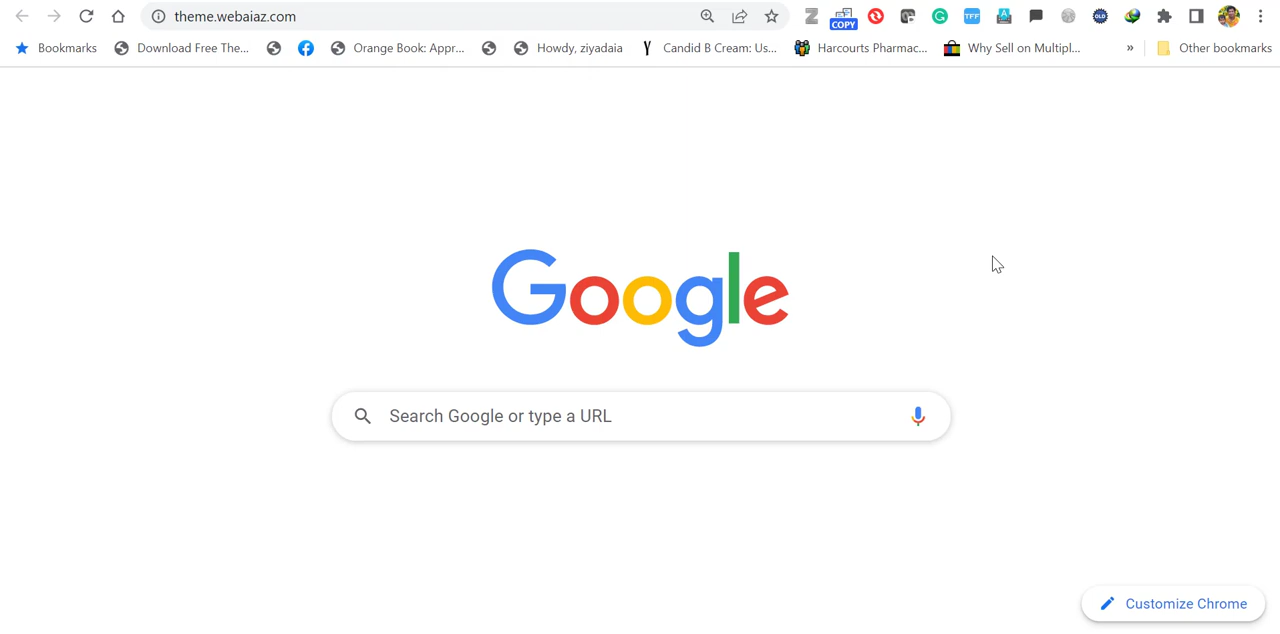 theme.webaiaz.com
COPY
TFF
OLD
Bookmarks
Download Free The...
Orange Book: Appr...
Howdy, ziyadaia
Candid B Cream: Us...
Harcourts Pharmac...
Why Sell on Multipl...
»
Other bookmarks
Google
Search Google or type a URL
Customize Chrome